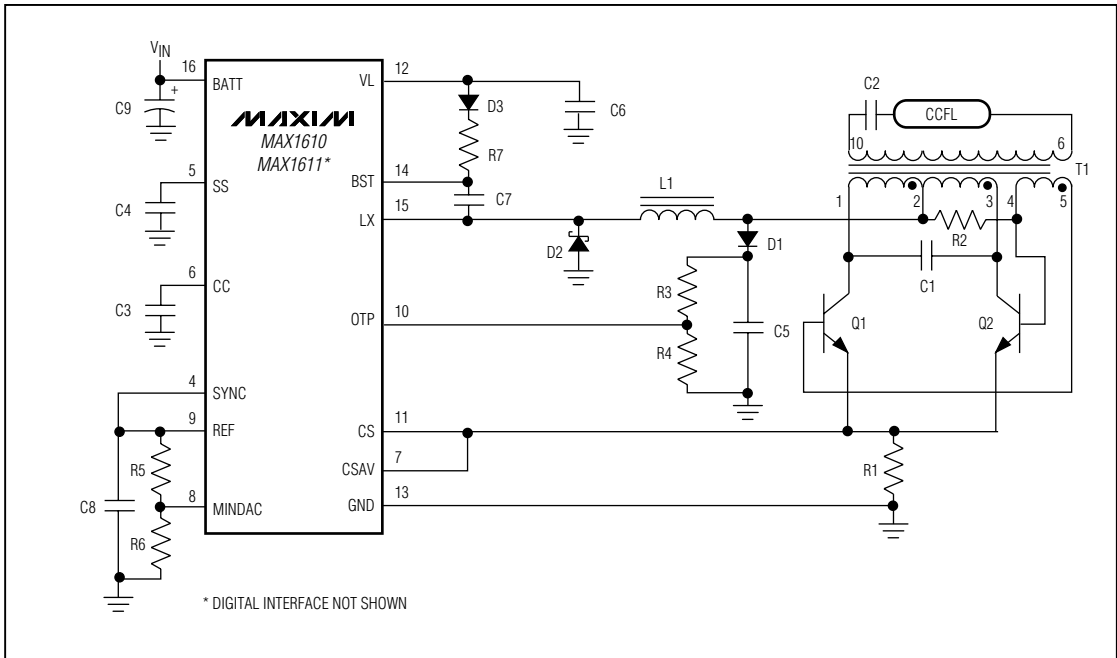 VIN
16
BATT
C9
+
MAXIM
MAX1610
MAX1611*
12
VL
D3
C6
R7
14
BST
C7
15
LX
5
SS
C4
6
CC
C3
L1
D2
D1
R3
C5
10
OTP
R4
C2
CCFL
10
6
T1
1
2
3
4
5
R2
C1
Q1
Q2
4
SYNC
9
REF
R5
8
MINDAC
C8
R6
11
CS
7
CSAV
13
GND
R1
* DIGITAL INTERFACE NOT SHOWN